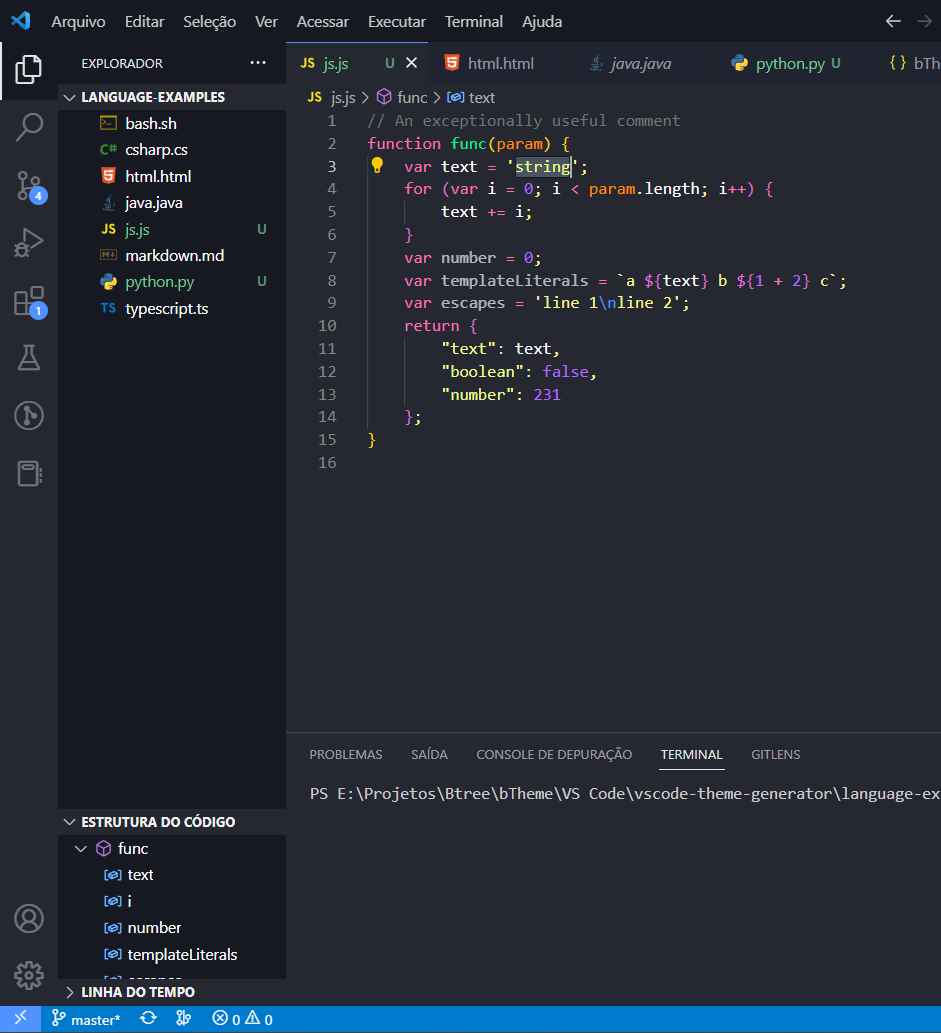 Arquivo Editar Seleção Ver Acessar Executar Terminal Ajuda
EXPLORADOR
LANGUAGE-EXAMPLES
bash.sh
C# csharp.cs
html.html
java.java
JS js.js U
markdown.md
python.py U
TS typescript.ts
4
1
JS js.js U html.html java.java python.py U {} bTh
JS js.js > func > text
1 // An exceptionally useful comment
2 function func(param) {
3 var text = 'string';
4 for (var i = 0; i < param.length; i++) {
5 text += i;
6 }
7 var number = 0;
8 var templateLiterals = `a ${text} b ${1 + 2} c`;
9 var escapes = 'line 1\nline 2';
10 return {
11 "text": text,
12 "boolean": false,
13 "number": 231
14 };
15 }
16
PROBLEMAS SAÍDA CONSOLE DE DEPURAÇÃO TERMINAL GITLENS
PS E:\Projetos\Btree\bTheme\VS Code\vscode-theme-generator\language-ex
ESTRUTURA DO CÓDIGO
func
text
i
number
templateLiterals
LINHA DO TEMPO
master* 0 0